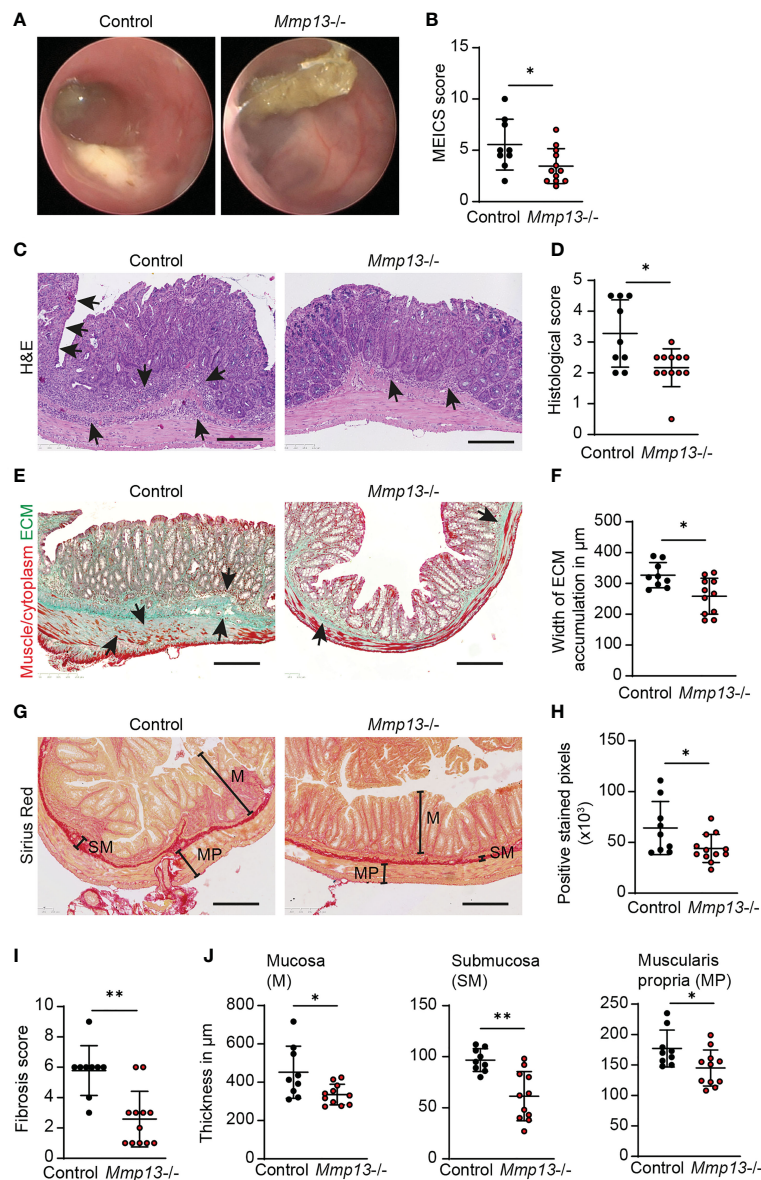 A
Control
Mmp13-/-
B
15
10
5
0
MEICS score
*
Control Mmp13-/-
C
Control
Mmp13-/-
H&E
D
5
4
3
2
1
0
Histological score
*
Control Mmp13-/-
E
Control
Mmp13-/-
Muscle/cytoplasm ECM
F
500
400
300
200
100
0
Width of ECM
accumulation in µm
*
Control Mmp13-/-
G
Control
Mmp13-/-
Sirius Red
M
SM
MP
M
SM
MP
H
150
100
50
0
Positive stained pixels
(x10³)
*
Control Mmp13-/-
I
10
8
6
4
2
0
Fibrosis score
**
Control Mmp13-/-
J
Mucosa
(M)
800
600
400
200
0
Thickness in µm
*
Control Mmp13-/-
Submucosa
(SM)
150
100
50
0
**
Control Mmp13-/-
Muscularis
propria (MP)
250
200
150
100
50
0
*
Control Mmp13-/-